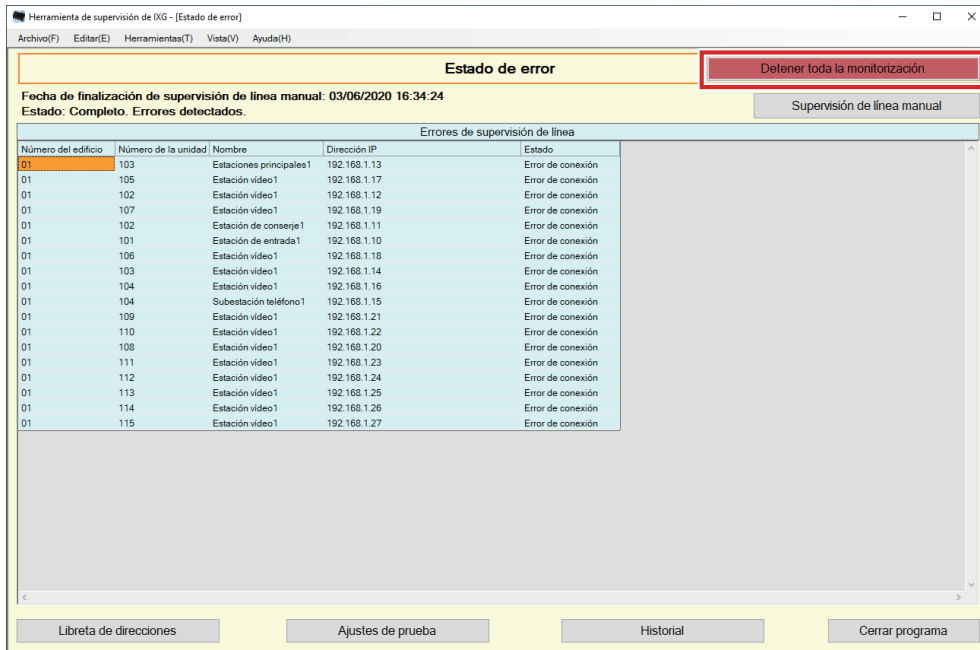 Herramienta de supervisión de IXG - [Estado de error]
Archivo(F) Editar(E) Herramientas(T) Vista(V) Ayuda(H)
Estado de error
Detener toda la monitorización
Fecha de finalización de supervisión de línea manual: 03/06/2020 16:34:24
Estado: Completo. Errores detectados.
Supervisión de línea manual
Errores de supervisión de línea
Número del edificio Número de la unidad Nombre Dirección IP Estado
01 103 Estaciones principales1 192.168.1.13 Error de conexión
01 105 Estación vídeo1 192.168.1.17 Error de conexión
01 102 Estación vídeo1 192.168.1.12 Error de conexión
01 107 Estación vídeo1 192.168.1.19 Error de conexión
01 102 Estación de conserje1 192.168.1.11 Error de conexión
01 101 Estación de entrada1 192.168.1.10 Error de conexión
01 106 Estación vídeo1 192.168.1.18 Error de conexión
01 103 Estación vídeo1 192.168.1.14 Error de conexión
01 104 Estación vídeo1 192.168.1.16 Error de conexión
01 104 Subestación teléfono1 192.168.1.15 Error de conexión
01 109 Estación vídeo1 192.168.1.21 Error de conexión
01 110 Estación vídeo1 192.168.1.22 Error de conexión
01 108 Estación vídeo1 192.168.1.20 Error de conexión
01 111 Estación vídeo1 192.168.1.23 Error de conexión
01 112 Estación vídeo1 192.168.1.24 Error de conexión
01 113 Estación vídeo1 192.168.1.25 Error de conexión
01 114 Estación vídeo1 192.168.1.26 Error de conexión
01 115 Estación vídeo1 192.168.1.27 Error de conexión
Libreta de direcciones Ajustes de prueba Historial Cerrar programa